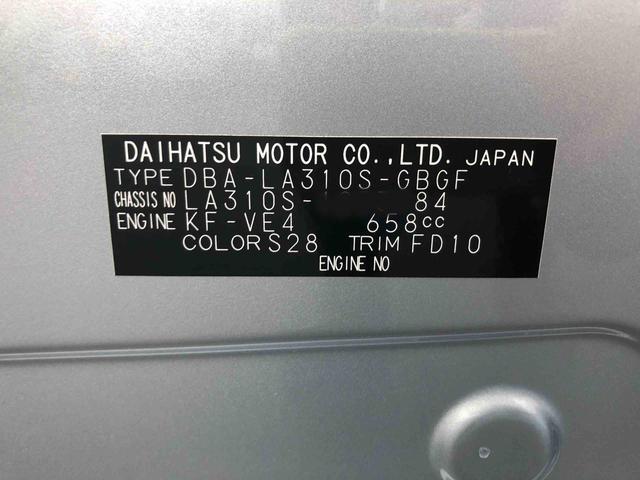 DAIHATSU MOTOR CO.,LTD. JAPAN
TYPE DBA-LA310S-GBGF
CHASSIS NO LA310S- 84
ENGINE KF-VE4 658cc
COLOR S28 TRIM FD10
ENGINE NO